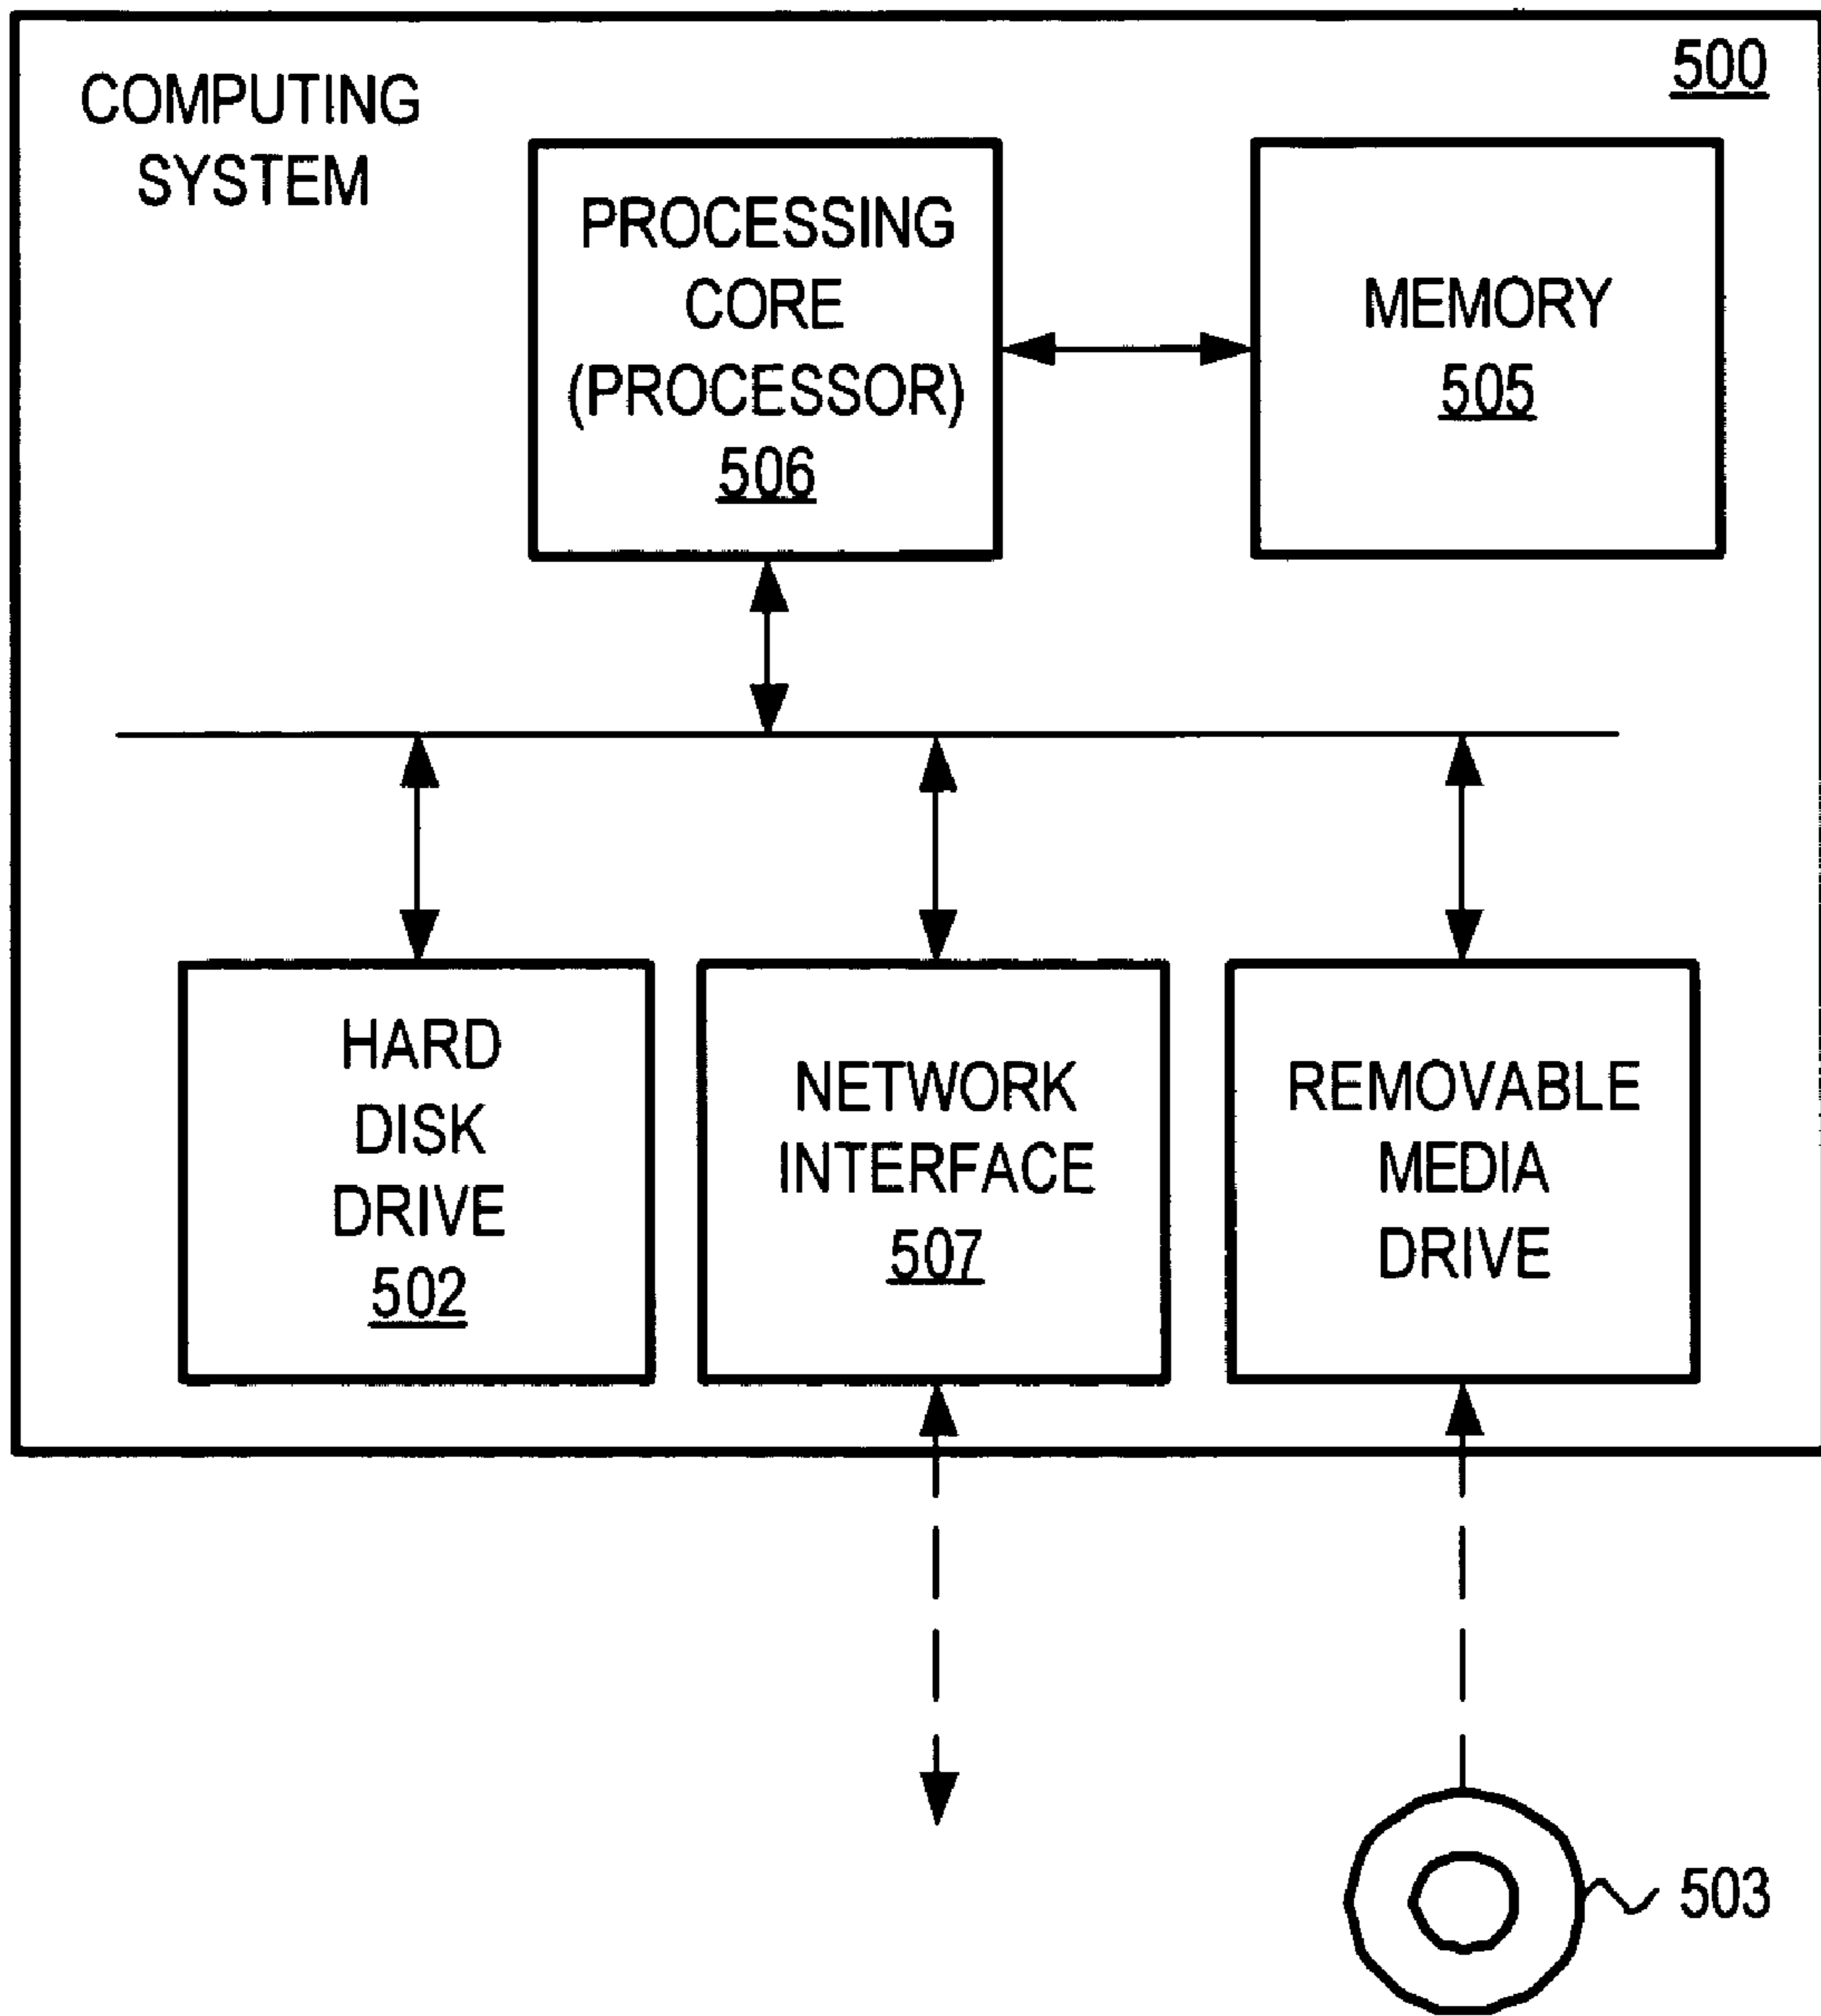 COMPUTING
SYSTEM
500
PROCESSING
CORE
(PROCESSOR)
506
MEMORY
505
HARD
DISK
DRIVE
502
NETWORK
INTERFACE
507
REMOVABLE
MEDIA
DRIVE
503